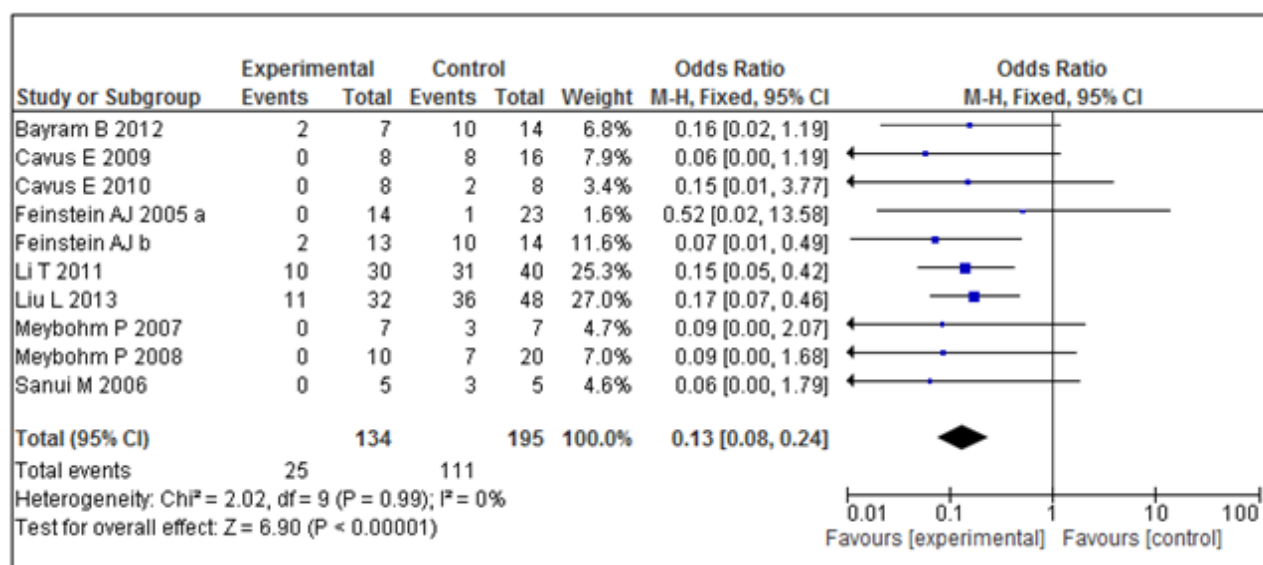 Experimental Control Odds Ratio Odds Ratio
Study or Subgroup Events Total Events Total Weight M-H, Fixed, 95% CI M-H, Fixed, 95% CI
Bayram B 2012 2 7 10 14 6.8% 0.16 [0.02, 1.19]
Cavus E 2009 0 8 8 16 7.9% 0.06 [0.00, 1.19]
Cavus E 2010 0 8 2 8 3.4% 0.15 [0.01, 3.77]
Feinstein AJ 2005 a 0 14 1 23 1.6% 0.52 [0.02, 13.58]
Feinstein AJ b 2 13 10 14 11.6% 0.07 [0.01, 0.49]
Li T 2011 10 30 31 40 25.3% 0.15 [0.05, 0.42]
Liu L 2013 11 32 36 48 27.0% 0.17 [0.07, 0.46]
Meybohm P 2007 0 7 3 7 4.7% 0.09 [0.00, 2.07]
Meybohm P 2008 0 10 7 20 7.0% 0.09 [0.00, 1.68]
Sanui M 2006 0 5 3 5 4.6% 0.06 [0.00, 1.79]
Total (95% CI) 134 195 100.0% 0.13 [0.08, 0.24]
Total events 25 111
Heterogeneity: Chi² = 2.02, df = 9 (P = 0.99); I² = 0%
Test for overall effect: Z = 6.90 (P < 0.00001)
0.01 0.1 1 10 100
Favours [experimental] Favours [control]